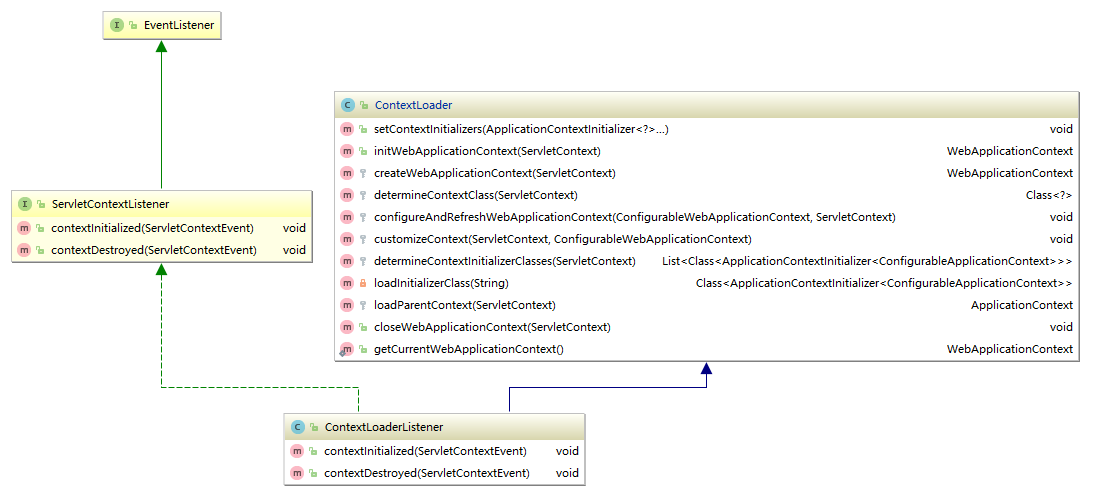 I EventListener
C ContextLoader
m setContextInitializers(ApplicationContextInitializer<?>...) void
m initWebApplicationContext(ServletContext) WebApplicationContext
m createWebApplicationContext(ServletContext) WebApplicationContext
m determineContextClass(ServletContext) Class<?>
m configureAndRefreshWebApplicationContext(ConfigurableWebApplicationContext, ServletContext) void
m customizeContext(ServletContext, ConfigurableWebApplicationContext) void
m determineContextInitializerClasses(ServletContext) List<Class<ApplicationContextInitializer<ConfigurableApplicationContext>>>
m loadInitializerClass(String) Class<ApplicationContextInitializer<ConfigurableApplicationContext>>
m loadParentContext(ServletContext) ApplicationContext
m closeWebApplicationContext(ServletContext) void
m getCurrentWebApplicationContext() WebApplicationContext
I ServletContextListener
m contextInitialized(ServletContextEvent) void
m contextDestroyed(ServletContextEvent) void
C ContextLoaderListener
m contextInitialized(ServletContextEvent) void
m contextDestroyed(ServletContextEvent) void